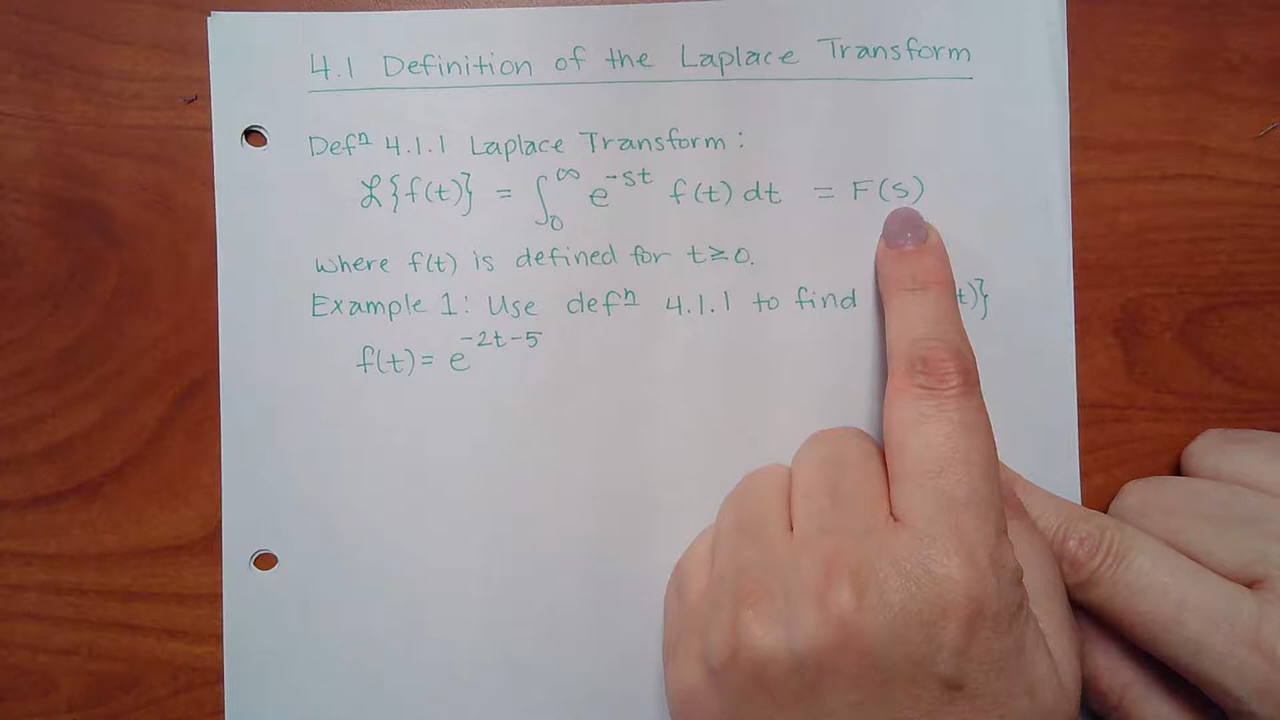 4.1 Definition of the Laplace Transform
Defⁿ 4.1.1 Laplace Transform:
ℒ{f(t)} = ∫₀^∞ e^(-st) f(t) dt = F(s)
where f(t) is defined for t≥0.
Example 1: Use defⁿ 4.1.1 to find t)}
f(t) = e^(-2t-5)